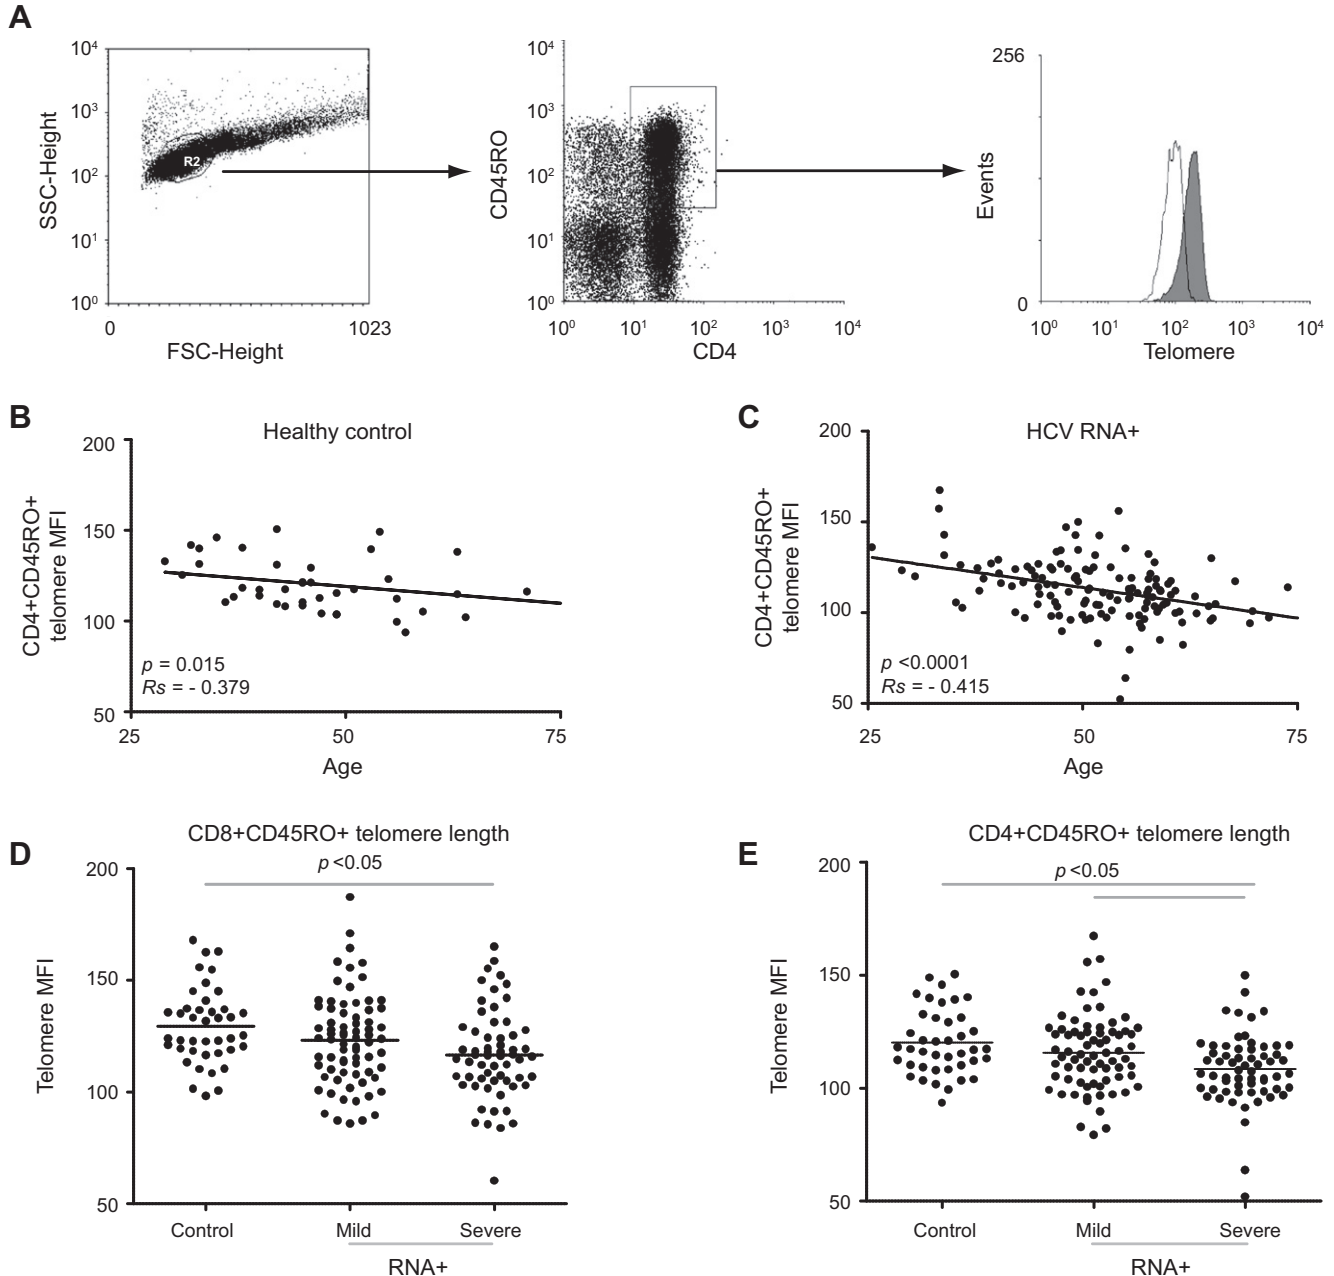 A
10⁴
10³
10²
10¹
10⁰
SSC-Height
R2
0
1023
FSC-Height
10⁴
10³
10²
10¹
10⁰
CD45RO
10⁰
10¹
10²
10³
10⁴
CD4
256
Events
0
10⁰
10¹
10²
10³
10⁴
Telomere
B
Healthy control
200
150
100
50
CD4+CD45RO+
telomere MFI
p = 0.015
Rs = - 0.379
25
50
75
Age
C
HCV RNA+
200
150
100
50
CD4+CD45RO+
telomere MFI
p <0.0001
Rs = - 0.415
25
50
75
Age
D
CD8+CD45RO+ telomere length
p <0.05
200
150
100
50
Telomere MFI
Control
Mild
Severe
RNA+
E
CD4+CD45RO+ telomere length
p <0.05
200
150
100
50
Telomere MFI
Control
Mild
Severe
RNA+